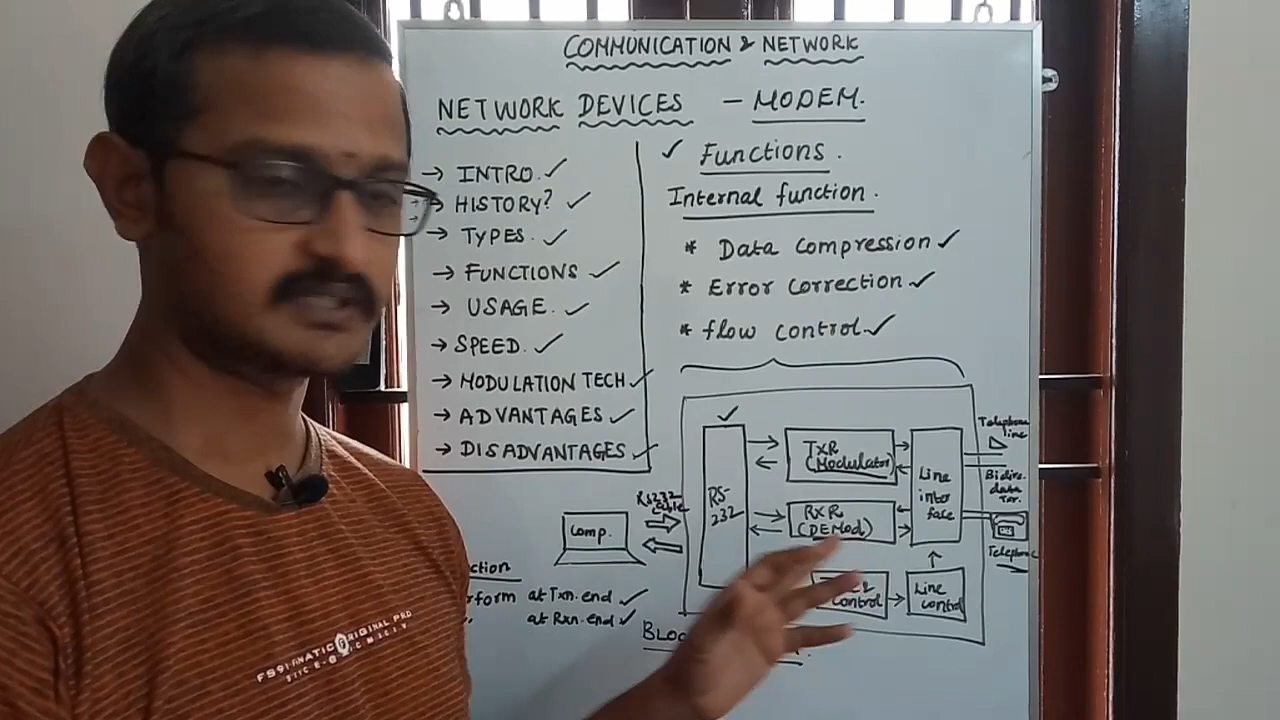 COMMUNICATION & NETWORK
NETWORK DEVICES - MODEM.
→ INTRO. ✓
→ HISTORY? ✓
→ TYPES. ✓
→ FUNCTIONS ✓
→ USAGE. ✓
→ SPEED. ✓
→ MODULATION TECH ✓
→ ADVANTAGES ✓
→ DISADVANTAGES ✓
✓ Functions.
Internal function.
* Data compression ✓
* Error correction ✓
* flow control ✓
Comp.
RS232
cable
RS-
232
TXR
(Modulator)
RXR
(DEMod)
control
Line
inter
face
Line
control
Telephone
line
Bidire.
data
Telephone
ction
rform at Txn. end ✓
at Rxn. end ✓
BLOC